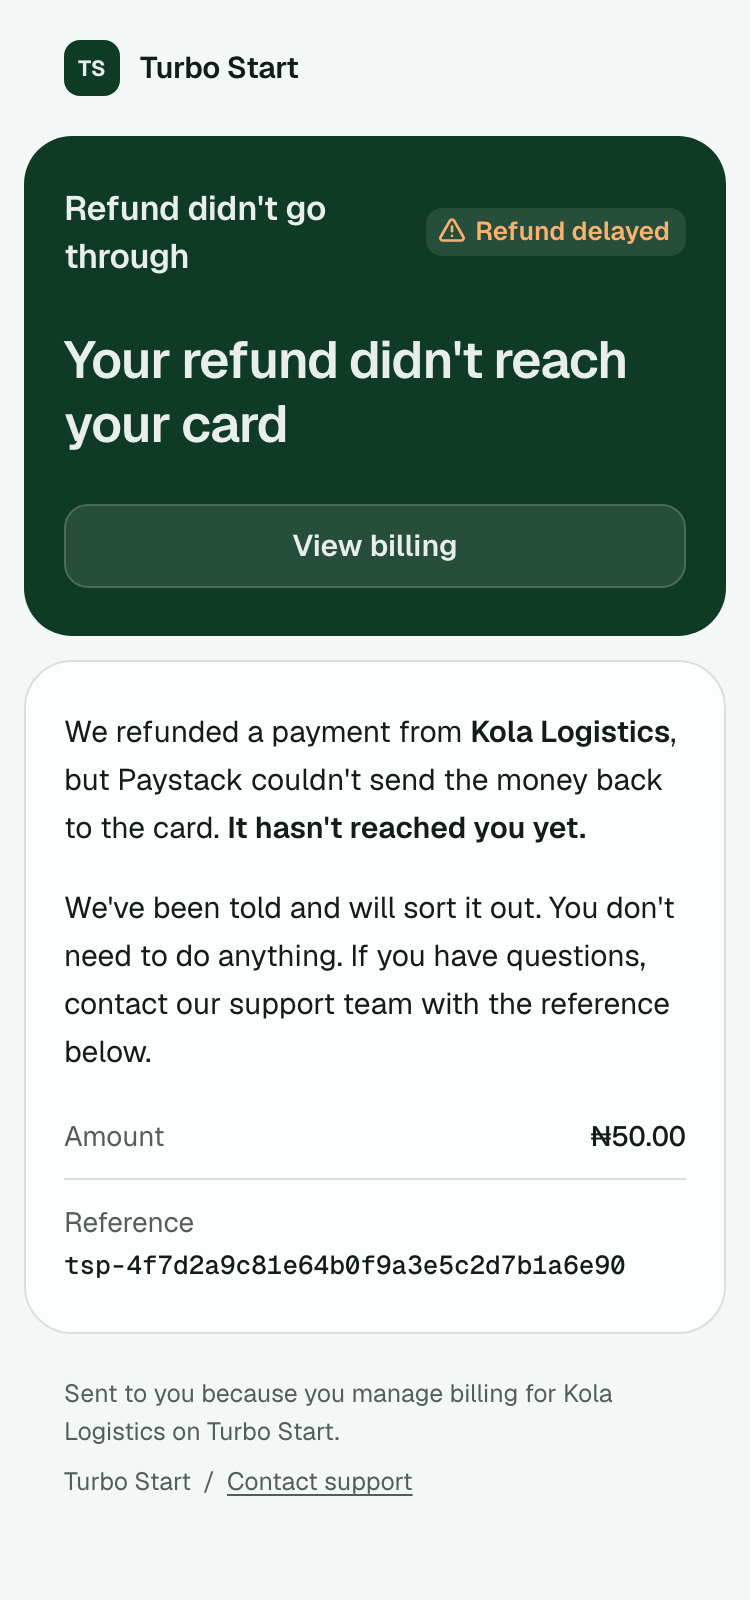 TS
Turbo Start
Refund didn't go
through
Refund delayed
Your refund didn't reach
your card
View billing
We refunded a payment from Kola Logistics,
but Paystack couldn't send the money back
to the card. It hasn't reached you yet.
We've been told and will sort it out. You don't
need to do anything. If you have questions,
contact our support team with the reference
below.
Amount
₦50.00
Reference
tsp-4f7d2a9c81e64b0f9a3e5c2d7b1a6e90
Sent to you because you manage billing for Kola
Logistics on Turbo Start.
Turbo Start / Contact support